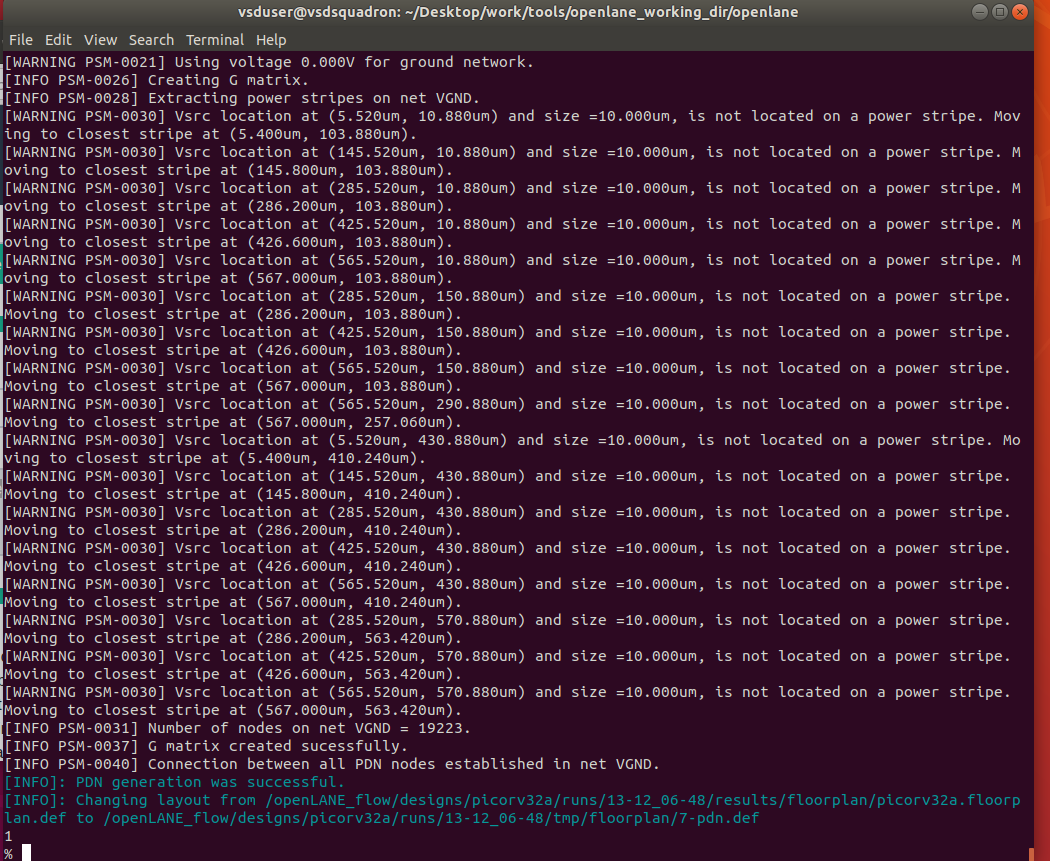 vsduser@vsdsquadron: ~/Desktop/work/tools/openlane_working_dir/openlane
File Edit View Search Terminal Help
[WARNING PSM-0021] Using voltage 0.000V for ground network.
[INFO PSM-0026] Creating G matrix.
[INFO PSM-0028] Extracting power stripes on net VGND.
[WARNING PSM-0030] Vsrc location at (5.520um, 10.880um) and size =10.000um, is not located on a power stripe. Mov
ing to closest stripe at (5.400um, 103.880um).
[WARNING PSM-0030] Vsrc location at (145.520um, 10.880um) and size =10.000um, is not located on a power stripe. M
oving to closest stripe at (145.800um, 103.880um).
[WARNING PSM-0030] Vsrc location at (285.520um, 10.880um) and size =10.000um, is not located on a power stripe. M
oving to closest stripe at (286.200um, 103.880um).
[WARNING PSM-0030] Vsrc location at (425.520um, 10.880um) and size =10.000um, is not located on a power stripe. M
oving to closest stripe at (426.600um, 103.880um).
[WARNING PSM-0030] Vsrc location at (565.520um, 10.880um) and size =10.000um, is not located on a power stripe. M
oving to closest stripe at (567.000um, 103.880um).
[WARNING PSM-0030] Vsrc location at (285.520um, 150.880um) and size =10.000um, is not located on a power stripe.
Moving to closest stripe at (286.200um, 103.880um).
[WARNING PSM-0030] Vsrc location at (425.520um, 150.880um) and size =10.000um, is not located on a power stripe.
Moving to closest stripe at (426.600um, 103.880um).
[WARNING PSM-0030] Vsrc location at (565.520um, 150.880um) and size =10.000um, is not located on a power stripe.
Moving to closest stripe at (567.000um, 103.880um).
[WARNING PSM-0030] Vsrc location at (565.520um, 290.880um) and size =10.000um, is not located on a power stripe.
Moving to closest stripe at (567.000um, 257.060um).
[WARNING PSM-0030] Vsrc location at (5.520um, 430.880um) and size =10.000um, is not located on a power stripe. Mo
ving to closest stripe at (5.400um, 410.240um).
[WARNING PSM-0030] Vsrc location at (145.520um, 430.880um) and size =10.000um, is not located on a power stripe.
Moving to closest stripe at (145.800um, 410.240um).
[WARNING PSM-0030] Vsrc location at (285.520um, 430.880um) and size =10.000um, is not located on a power stripe.
Moving to closest stripe at (286.200um, 410.240um).
[WARNING PSM-0030] Vsrc location at (425.520um, 430.880um) and size =10.000um, is not located on a power stripe.
Moving to closest stripe at (426.600um, 410.240um).
[WARNING PSM-0030] Vsrc location at (565.520um, 430.880um) and size =10.000um, is not located on a power stripe.
Moving to closest stripe at (567.000um, 410.240um).
[WARNING PSM-0030] Vsrc location at (285.520um, 570.880um) and size =10.000um, is not located on a power stripe.
Moving to closest stripe at (286.200um, 563.420um).
[WARNING PSM-0030] Vsrc location at (425.520um, 570.880um) and size =10.000um, is not located on a power stripe.
Moving to closest stripe at (426.600um, 563.420um).
[WARNING PSM-0030] Vsrc location at (565.520um, 570.880um) and size =10.000um, is not located on a power stripe.
Moving to closest stripe at (567.000um, 563.420um).
[INFO PSM-0031] Number of nodes on net VGND = 19223.
[INFO PSM-0037] G matrix created sucessfully.
[INFO PSM-0040] Connection between all PDN nodes established in net VGND.
[INFO]: PDN generation was successful.
[INFO]: Changing layout from /openLANE_flow/designs/picorv32a/runs/13-12_06-48/results/floorplan/picorv32a.floorp
lan.def to /openLANE_flow/designs/picorv32a/runs/13-12_06-48/tmp/floorplan/7-pdn.def
1
%